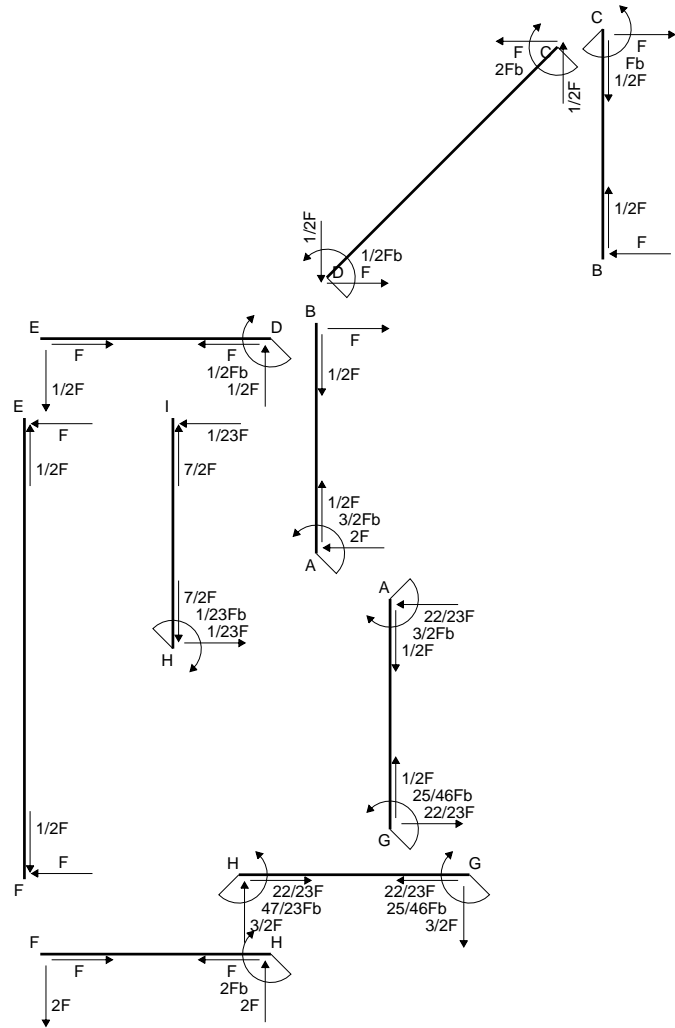 C
F
Fb
1/2F
F
C
2Fb
1/2F
1/2F
F
B
1/2F
1/2Fb
D
F
E
D
F
F
1/2Fb
1/2F
1/2F
B
F
1/2F
1/2F
3/2Fb
2F
A
E
F
1/2F
1/2F
F
F
I
1/23F
7/2F
7/2F
1/23Fb
1/23F
H
A
22/23F
3/2Fb
1/2F
1/2F
25/46Fb
22/23F
G
H
G
22/23F
47/23Fb
3/2F
22/23F
25/46Fb
3/2F
F
H
F
F
2Fb
2F
2F